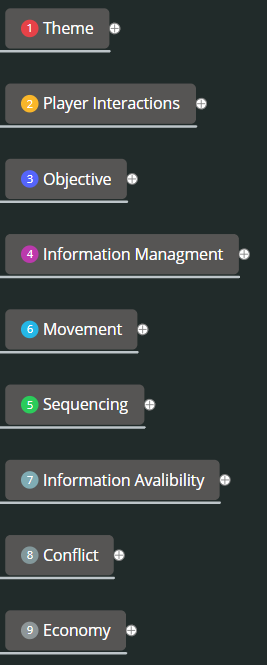 1 Theme
2 Player Interactions
3 Objective
4 Information Managment
6 Movement
5 Sequencing
7 Information Avalibility
8 Conflict
9 Economy